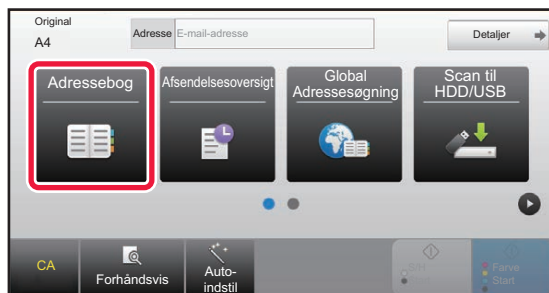 Original
A4
Adresse
E-mail-adresse
Detaljer
Adressebog
Afsendelsesoversigt
Global
Adressesøgning
Scan til
HDD/USB
CA
Forhåndsvis
Auto-
indstil
S/H
Start
Farve
Start